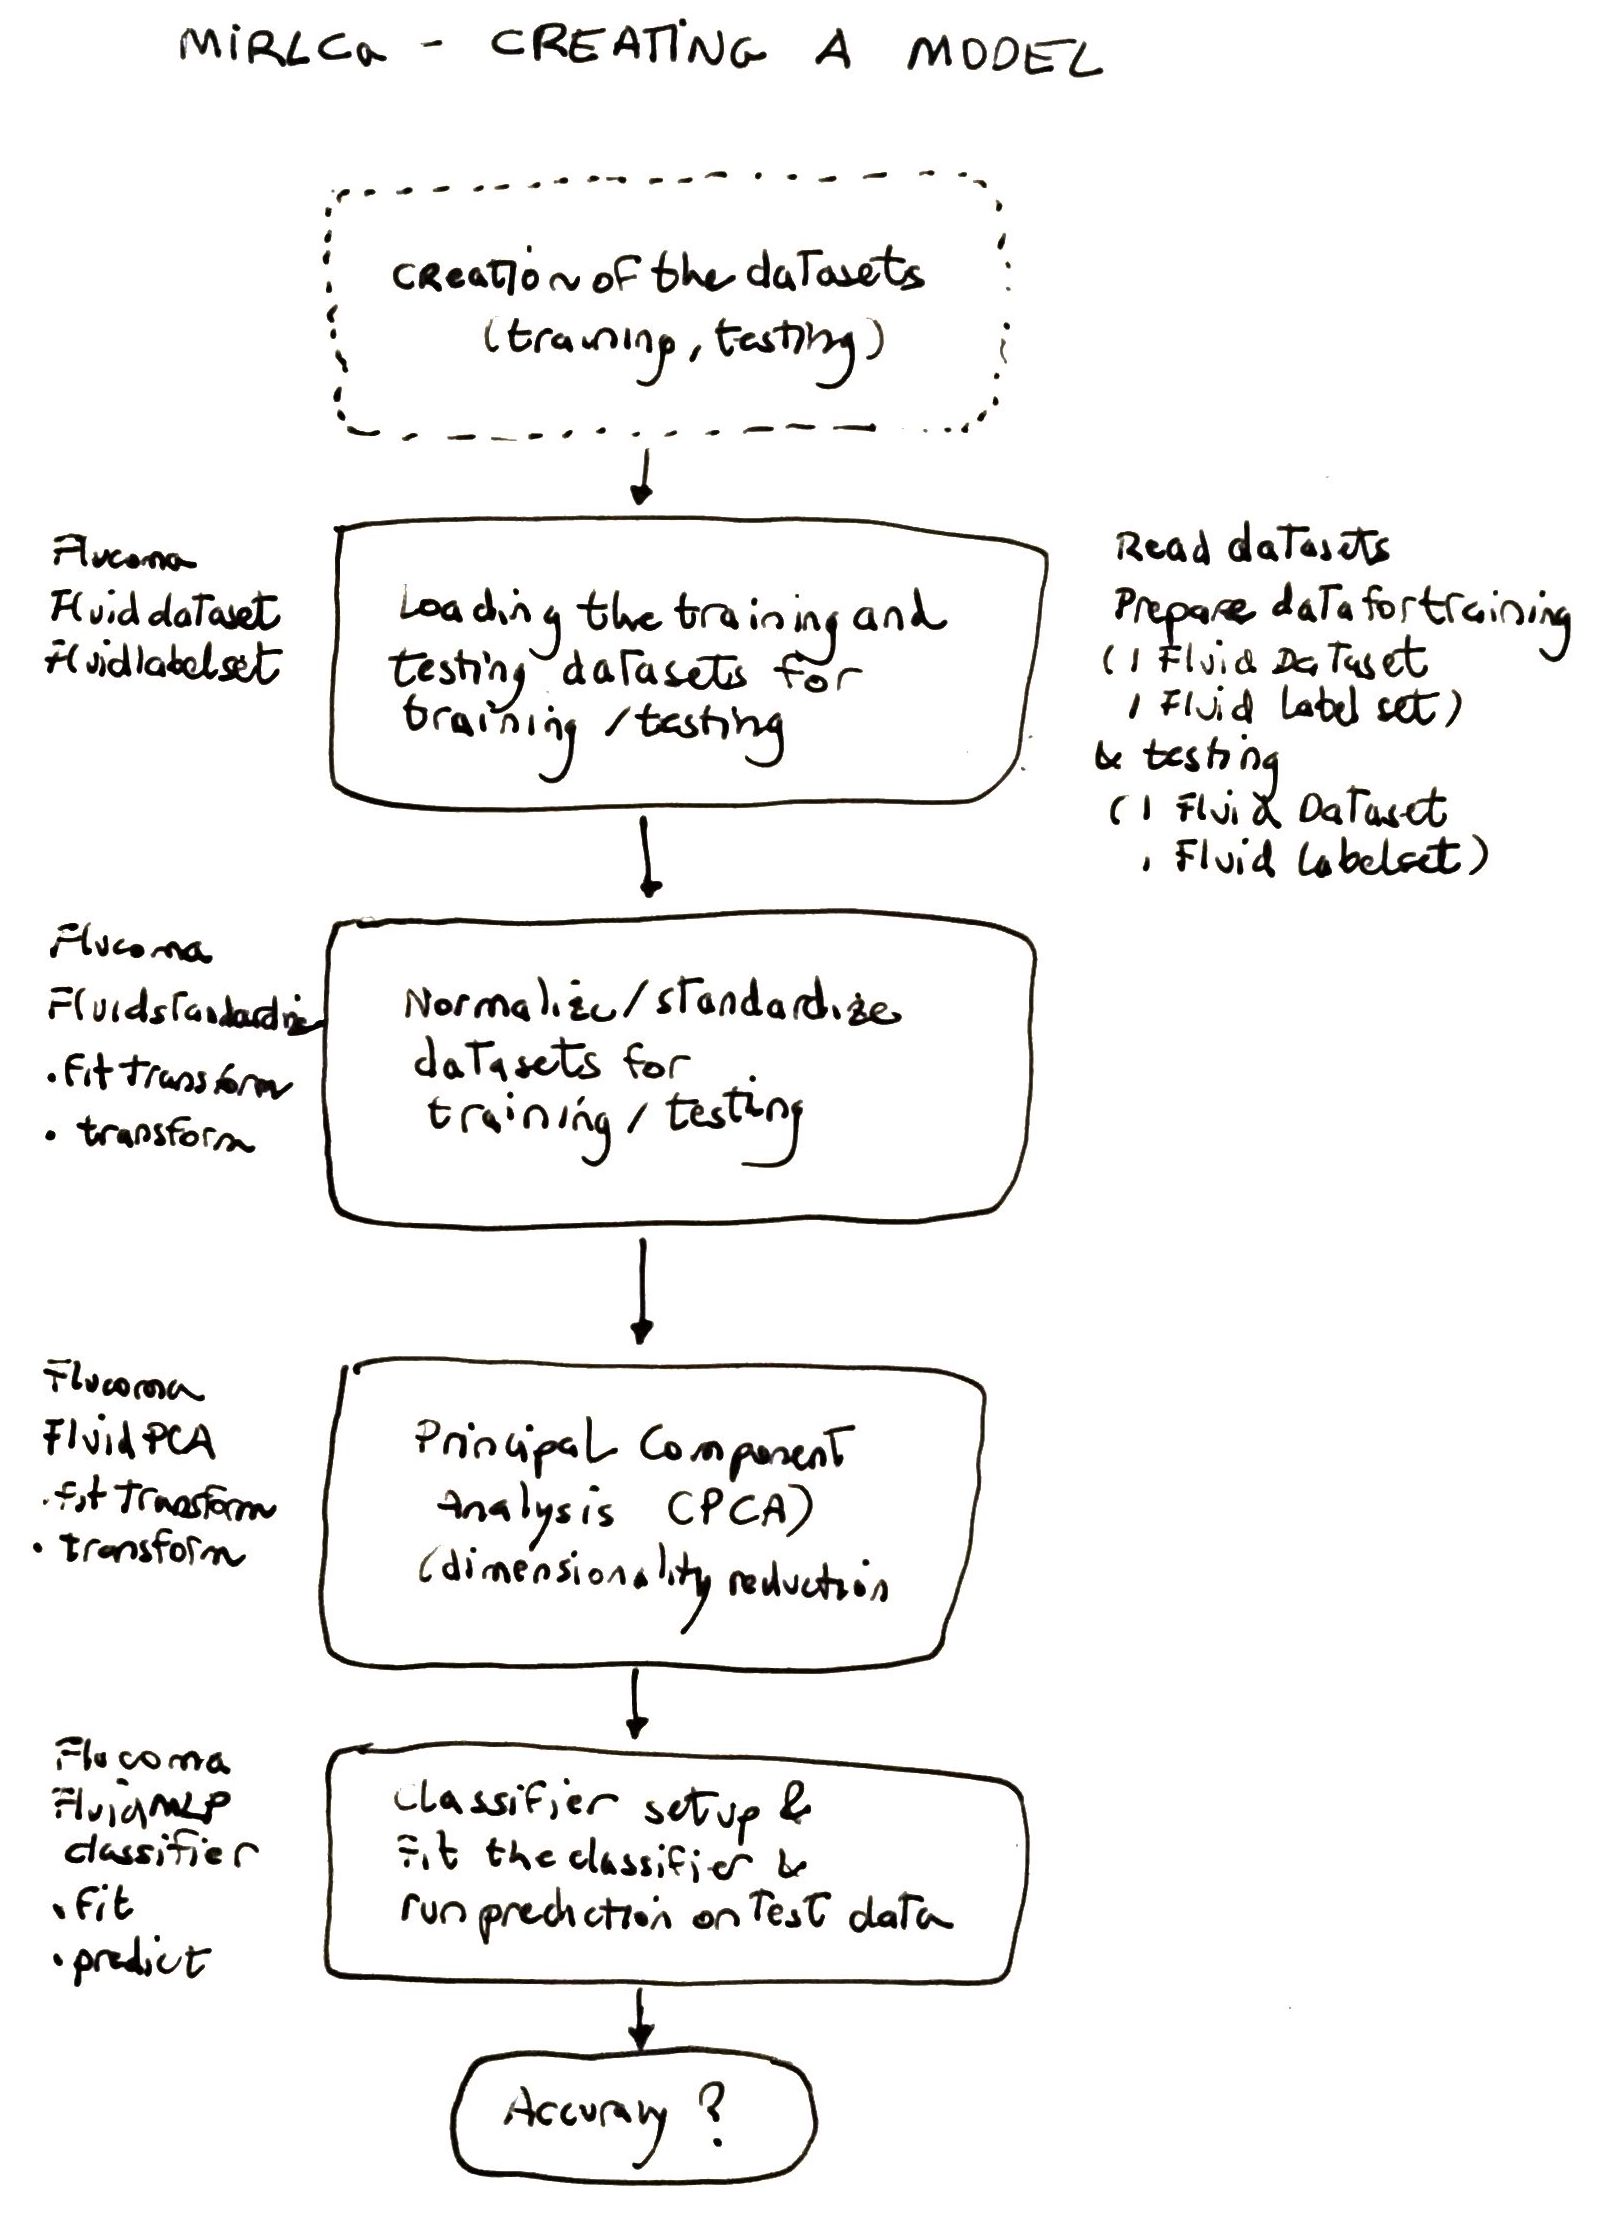 MiRLCa - CREATiNG A MODEL
creation of the datasets
(training, testing)
Flucoma
Fluid dataset
Fluidlabelset
Loading the training and
testing datasets for
training / testing
Read datasets
Prepare data for training
(1 Fluid Dataset
1 Fluid Label set)
& testing
(1 Fluid Dataset
1 Fluid Labelset)
Flucoma
Fluidstandardize
. fit transform
. transform
Normalize/standardize
datasets for
training / testing
Flucoma
Fluid PCA
. fit transform
. transform
Principal Component
Analysis (PCA)
(dimensionality reduction
Flucoma
FluidMLP
classifier
. fit
. predict
Classifier setup &
Fit the classifier &
run prediction on Test data
Accuracy ?